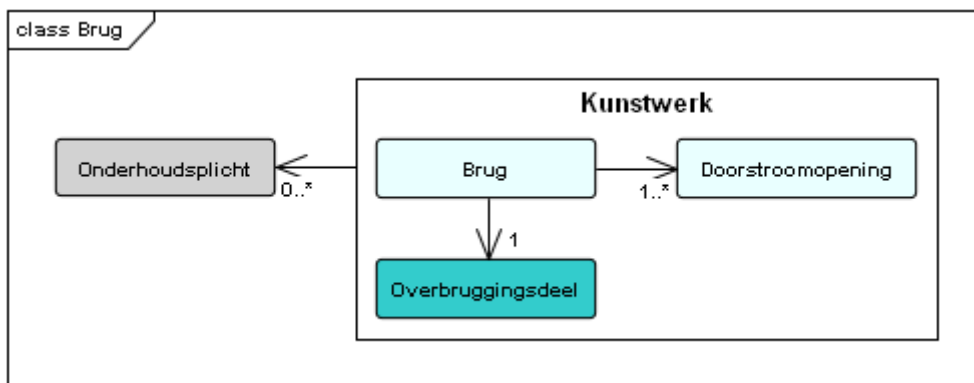 class Brug
Kunstwerk
Onderhoudsplicht
Brug
Doorstroomopening
0..*
1..*
1
Overbruggingsdeel